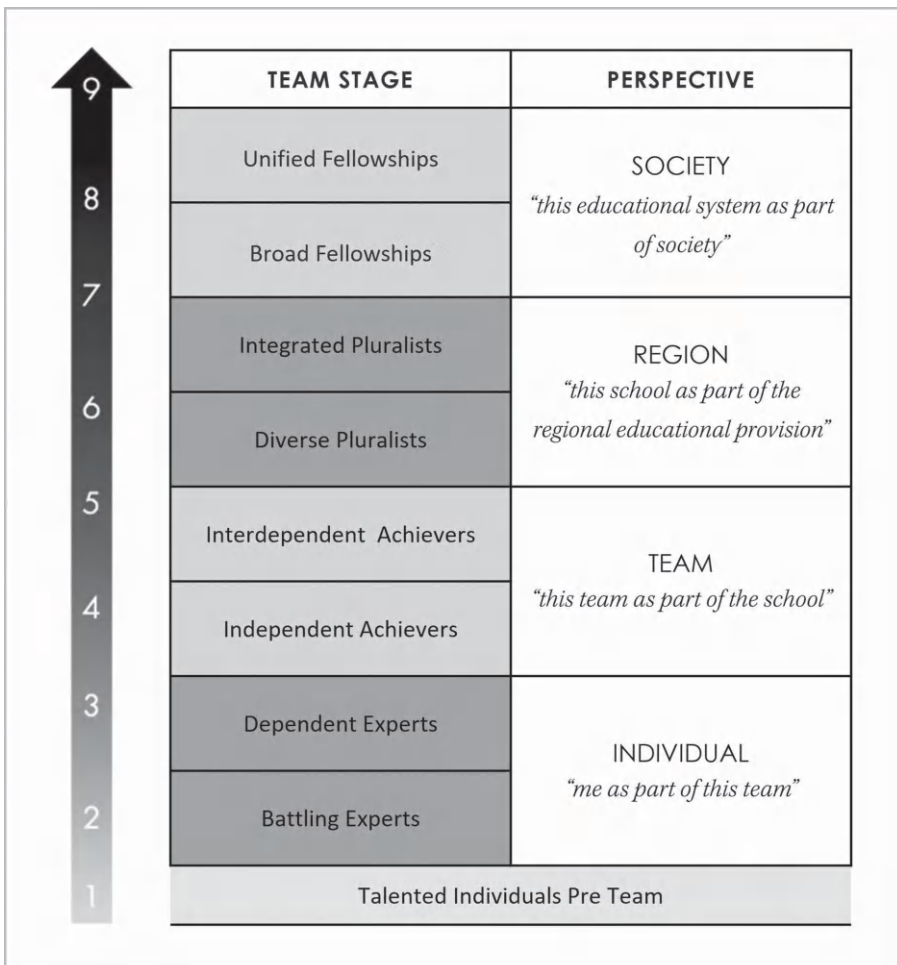 9
TEAM STAGE
PERSPECTIVE
Unified Fellowships
SOCIETY
8
“this educational system as part
of society”
Broad Fellowships
7
Integrated Pluralists
REGION
“this school as part of the
6
regional educational provision”
Diverse Pluralists
5
Interdependent Achievers
TEAM
“this team as part of the school”
4
Independent Achievers
3
Dependent Experts
INDIVIDUAL
“me as part of this team”
2
Battling Experts
1
Talented Individuals Pre Team